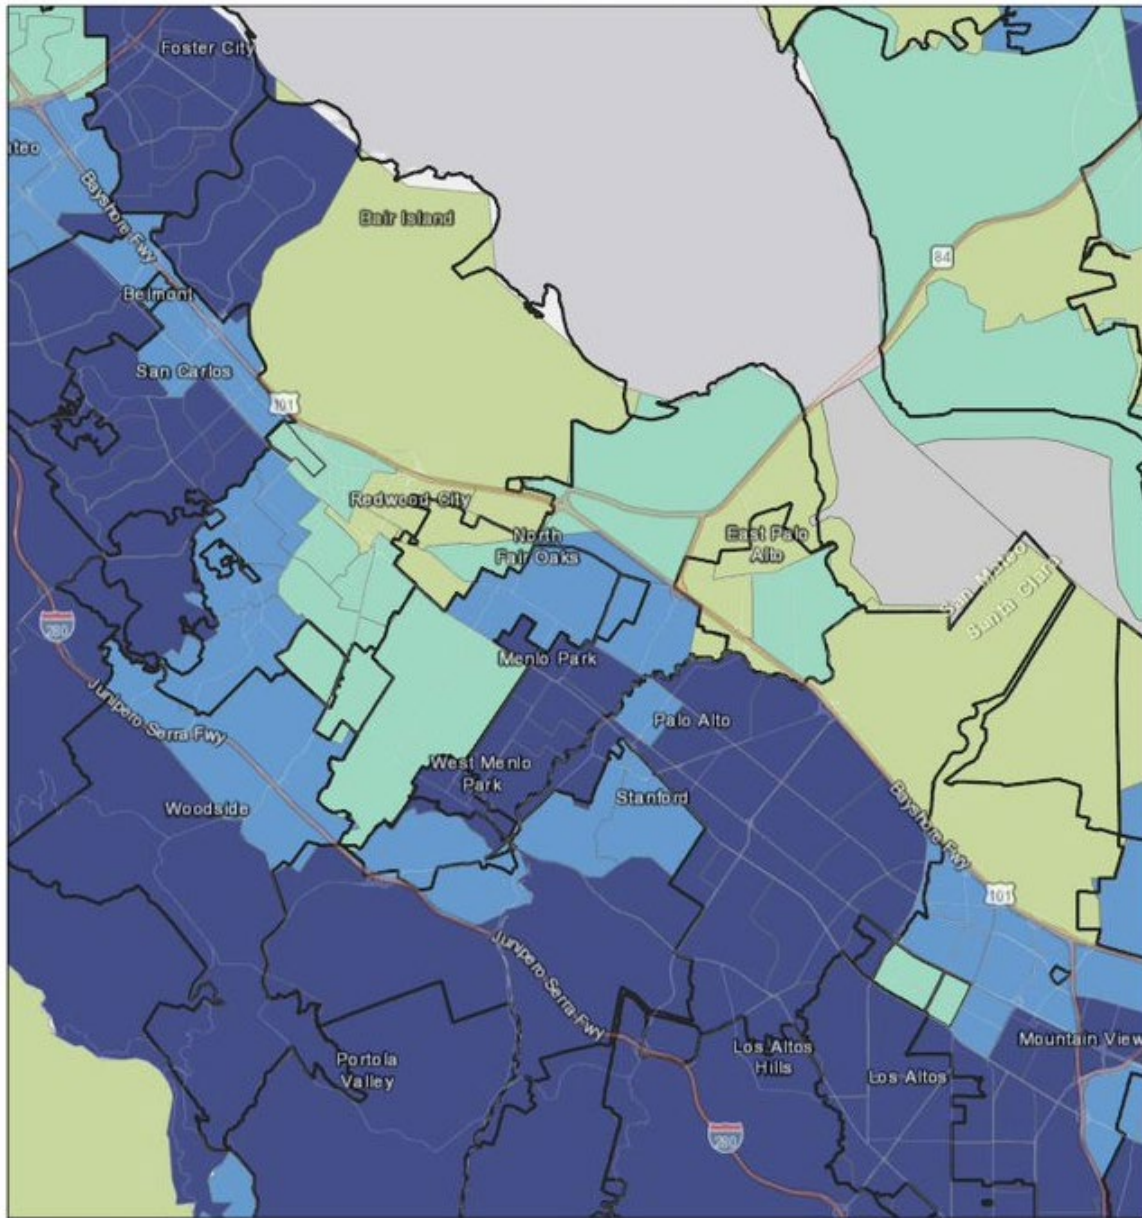 Foster City
ateo
Bayshore Fwy
Bair Island
84
Belmont
San Carlos
101
Redwood City
North
Fair Oaks
East Palo
Alto
San Mateo
Santa Clara
280
Menlo Park
Junipero Serra Fwy
Palo Alto
West Menlo
Park
Stanford
Woodside
Bayshore Fwy
101
Junipero Serra Fwy
Mountain View
Los Altos
Hills
Los Altos
Portola
Valley
280